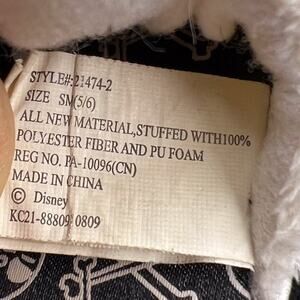 STYLE#:21474-2
SIZE SM(5/6)
ALL NEW MATERIAL,STUFFED WITH100%
POLYESTER FIBER AND PU FOAM
REG NO. PA-10096(CN)
MADE IN CHINA
© Disney
KC21-88809 0809